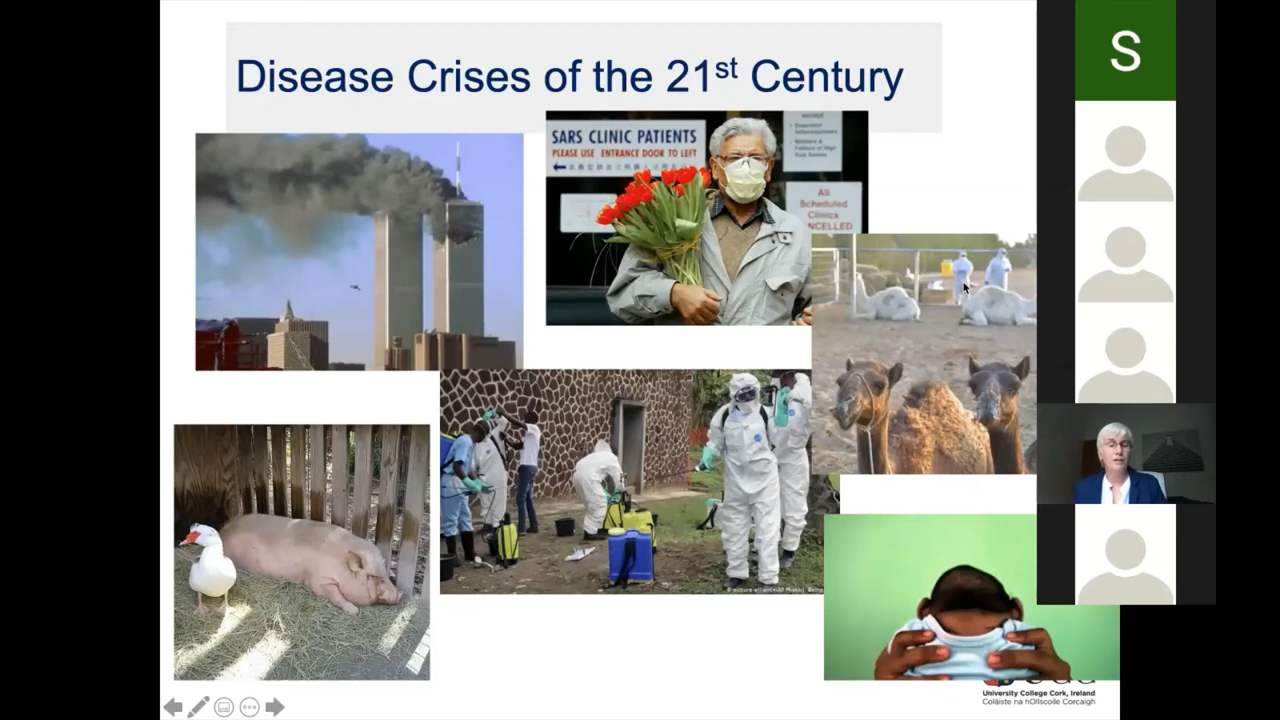 Disease Crises of the 21st Century
SARS CLINIC PATIENTS
PLEASE USE ENTRANCE DOOR TO LEFT
All
Scheduled
Clinics
S
University College Cork, Ireland
Coláiste na hOllscoile Corcaigh